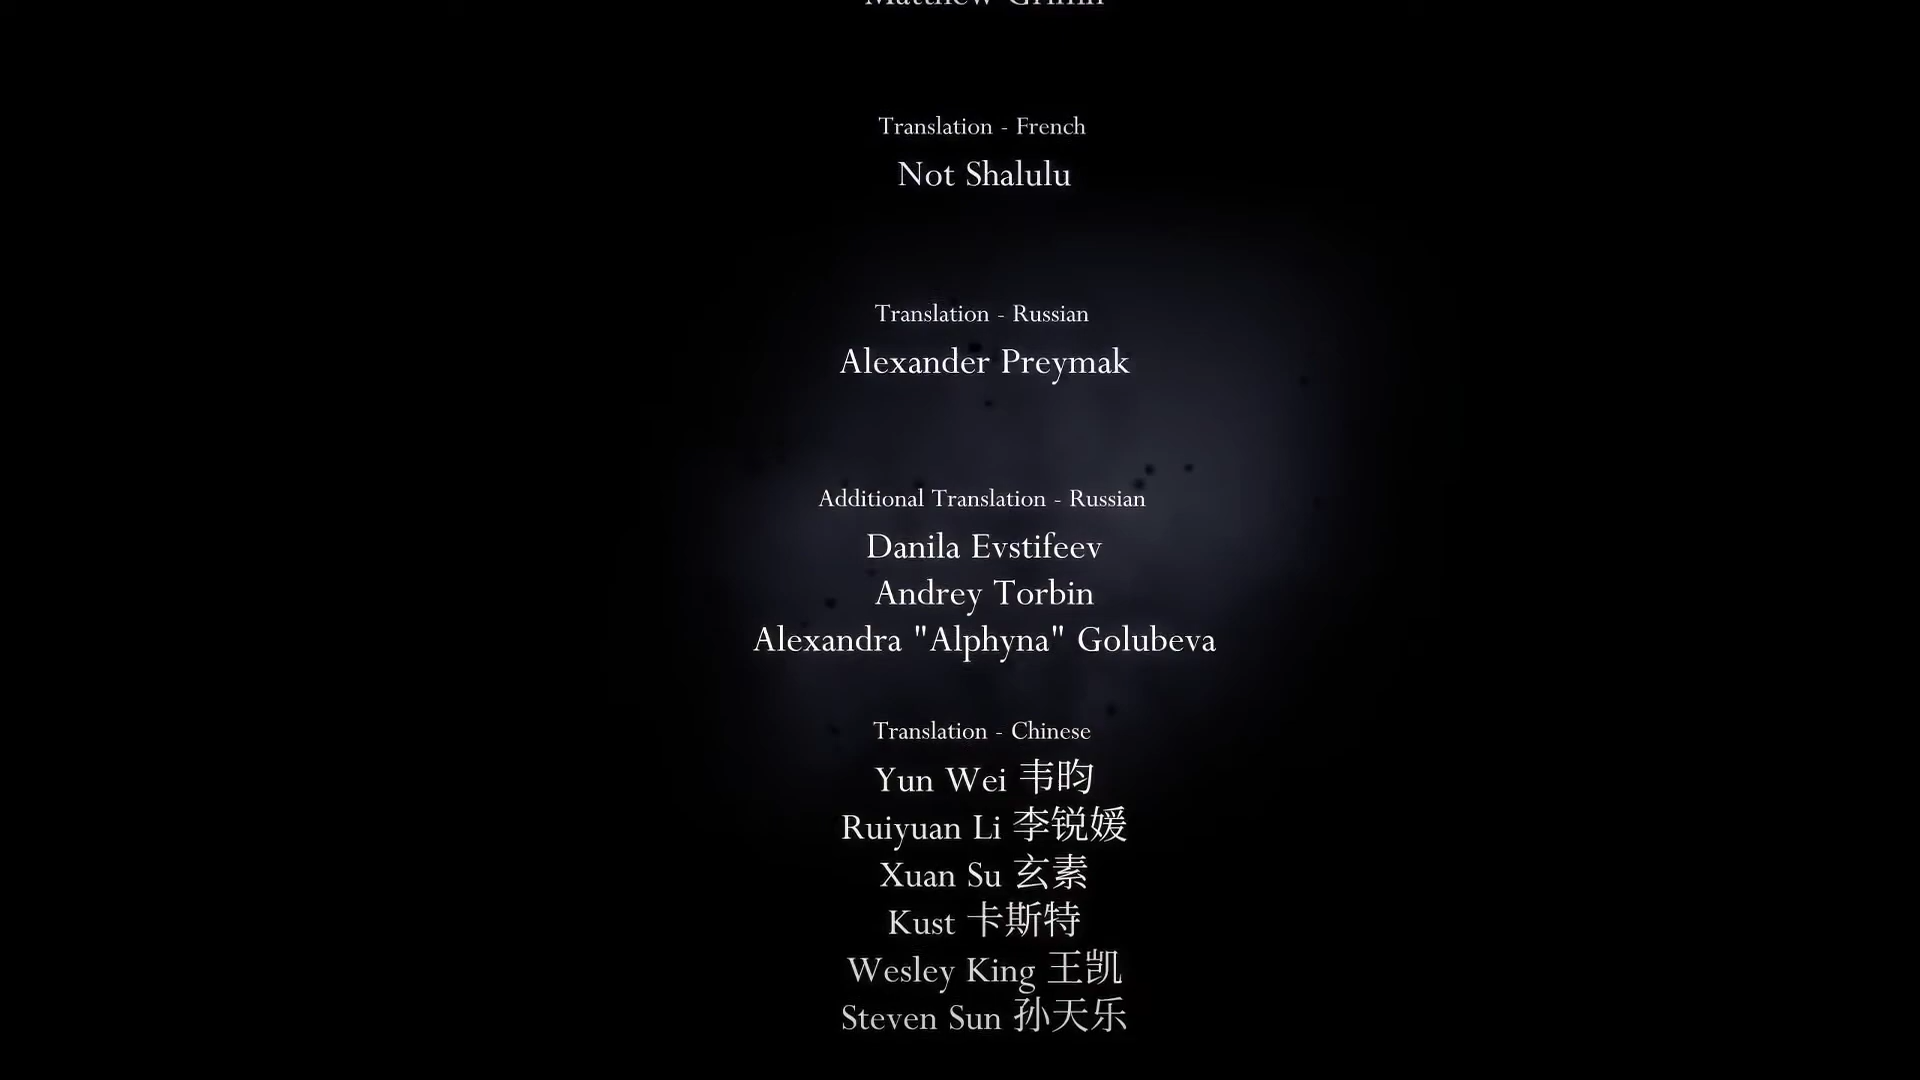 Matthew Griffin
Translation - French
Not Shalulu
Translation - Russian
Alexander Preymak
Additional Translation - Russian
Danila Evstifeev
Andrey Torbin
Alexandra "Alphyna" Golubeva
Translation - Chinese
Yun Wei 韦昀
Ruiyuan Li 李锐媛
Xuan Su 玄素
Kust 卡斯特
Wesley King 王凯
Steven Sun 孙天乐